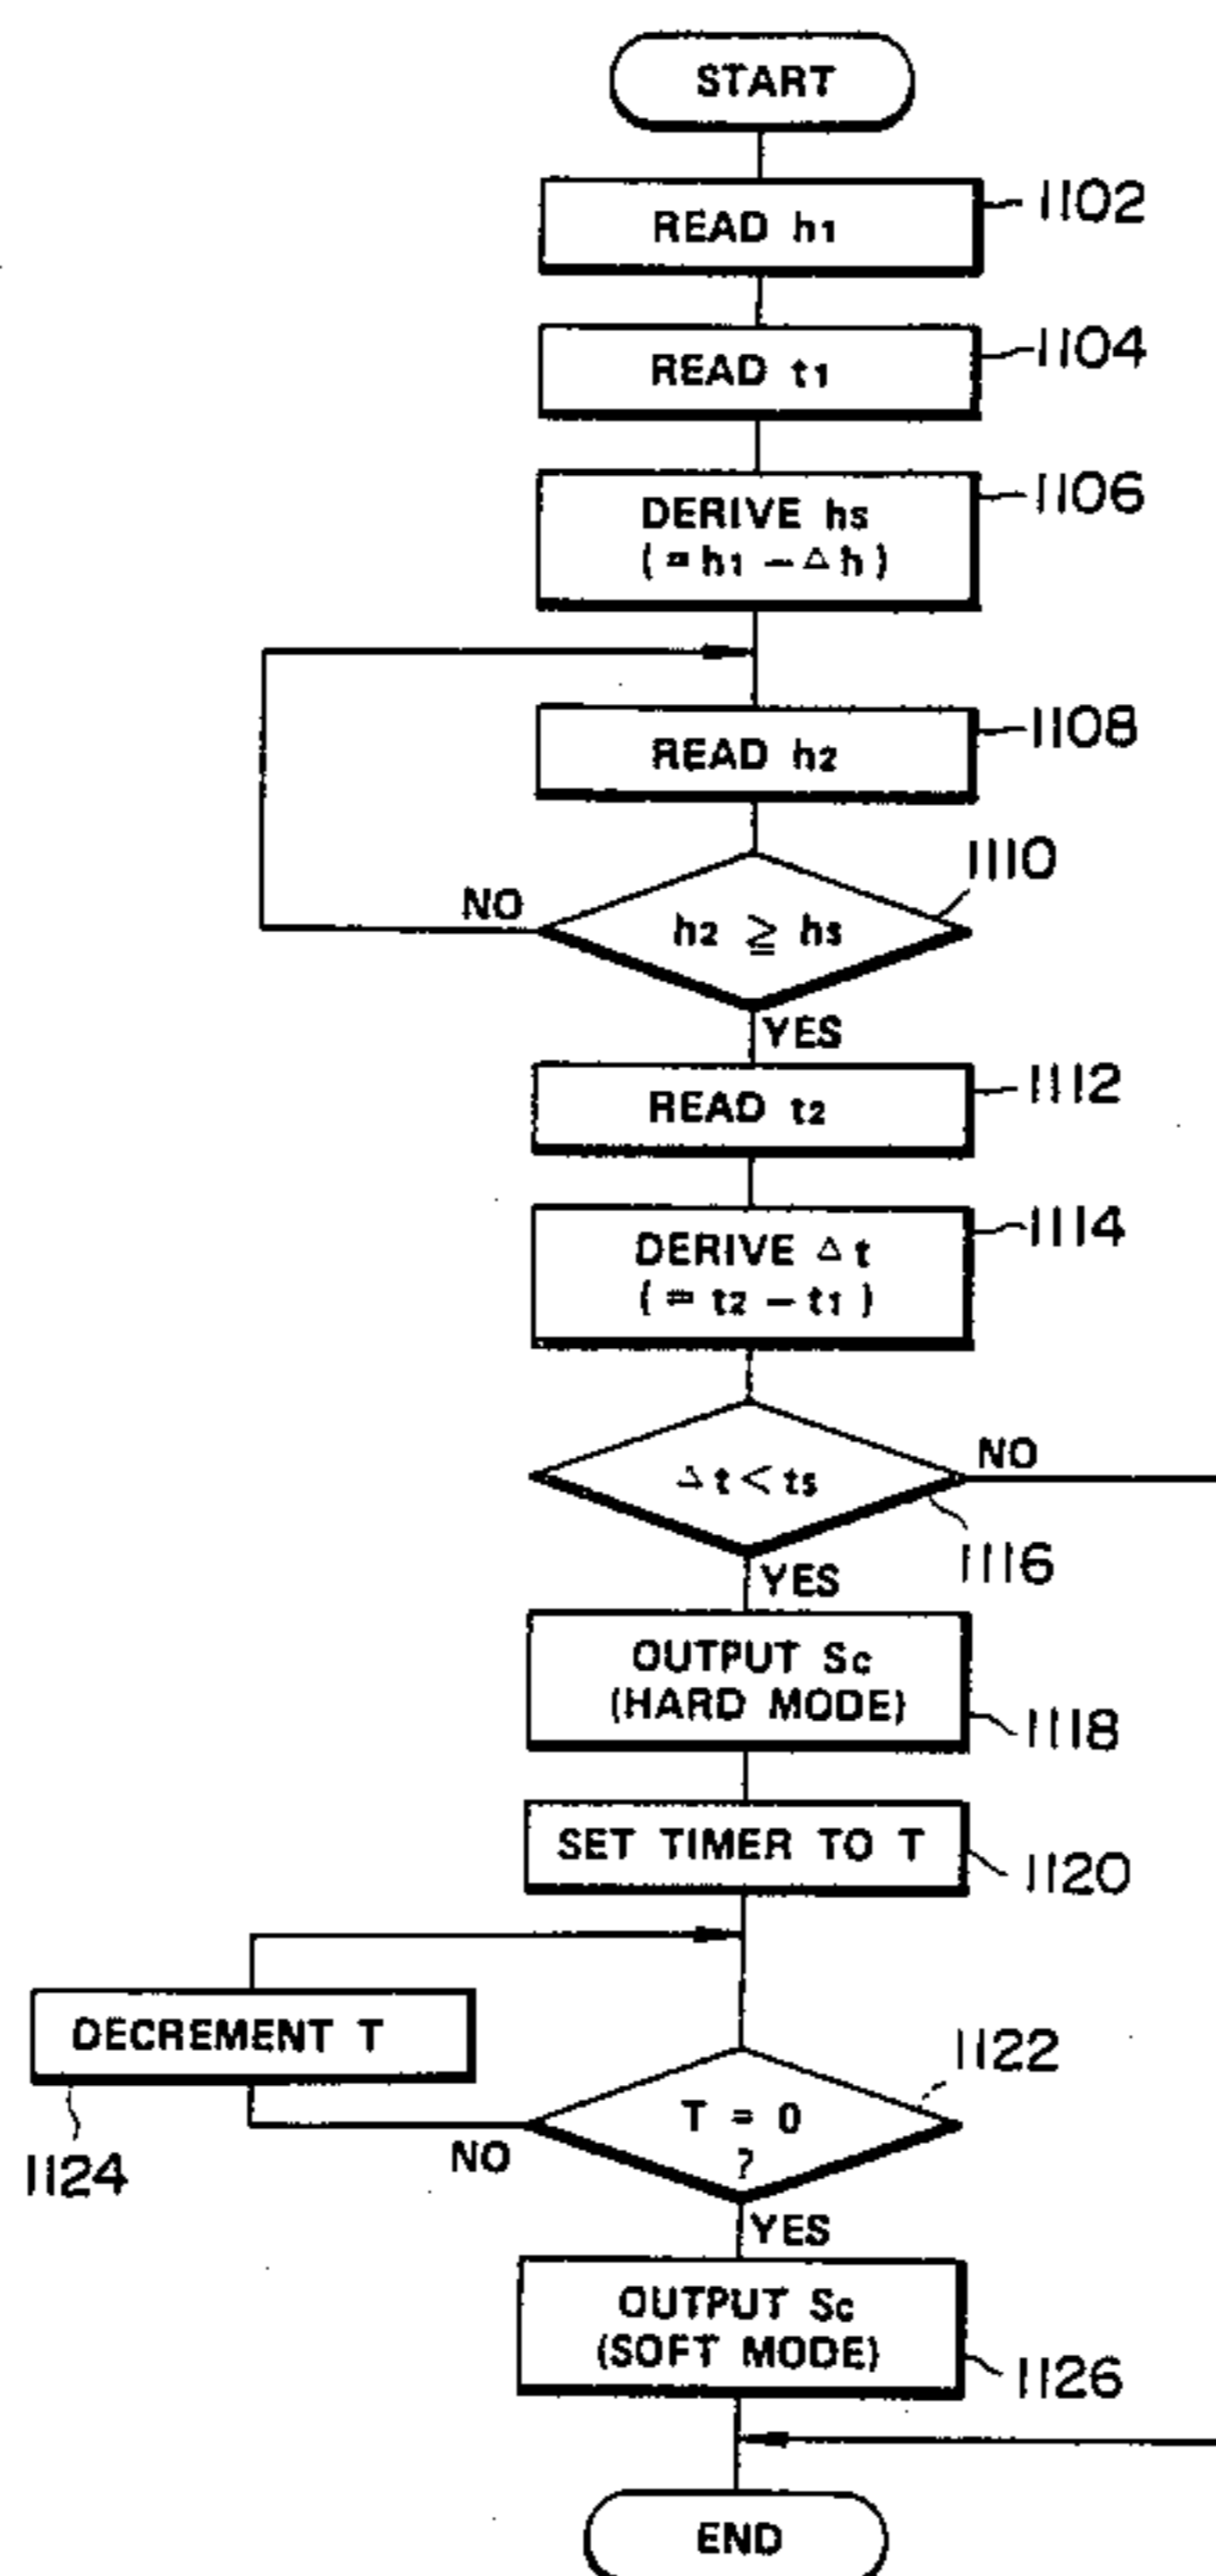 START
READ h1
1102
READ t1
1104
DERIVE hs
(= h1 − Δh)
1106
READ h2
1108
h2 ≧ hs
1110
NO
YES
READ t2
1112
DERIVE Δt
(= t2 − t1)
1114
Δt < ts
NO
1116
YES
OUTPUT Sc
(HARD MODE)
1118
SET TIMER TO T
1120
DECREMENT T
1124
T = 0
?
1122
NO
YES
OUTPUT Sc
(SOFT MODE)
1126
END